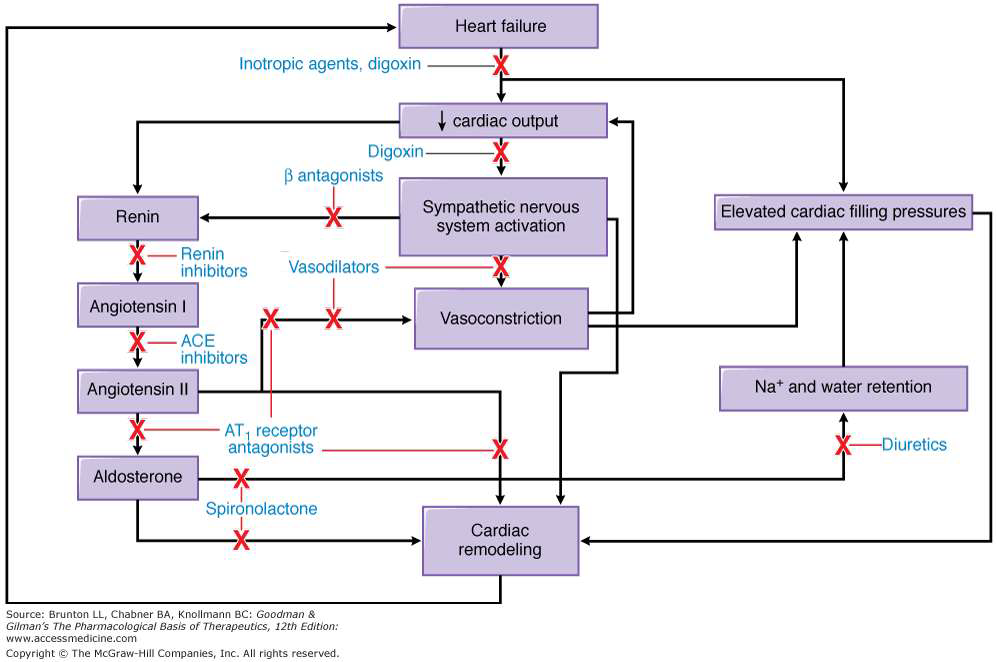 Heart failure
Inotropic agents, digoxin
↓ cardiac output
Digoxin
β antagonists
Renin
Sympathetic nervous
system activation
Elevated cardiac filling pressures
Renin
inhibitors
Vasodilators
Angiotensin I
Vasoconstriction
ACE
inhibitors
Angiotensin II
Na⁺ and water retention
AT₁ receptor
antagonists
Diuretics
Aldosterone
Spironolactone
Cardiac
remodeling
Source: Brunton LL, Chabner BA, Knollmann BC: Goodman &
Gilman's The Pharmacological Basis of Therapeutics, 12th Edition:
www.accessmedicine.com
Copyright © The McGraw-Hill Companies, Inc. All rights reserved.